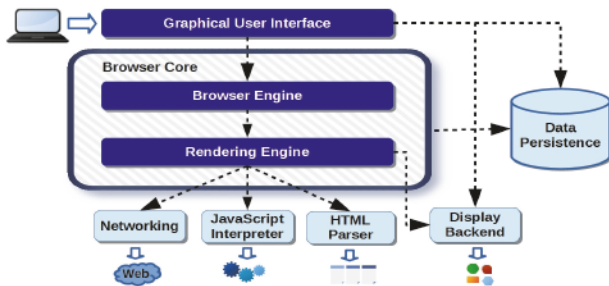 Graphical User Interface
Browser Core
Browser Engine
Rendering Engine
Data
Persistence
Networking
JavaScript
Interpreter
HTML
Parser
Display
Backend
Web